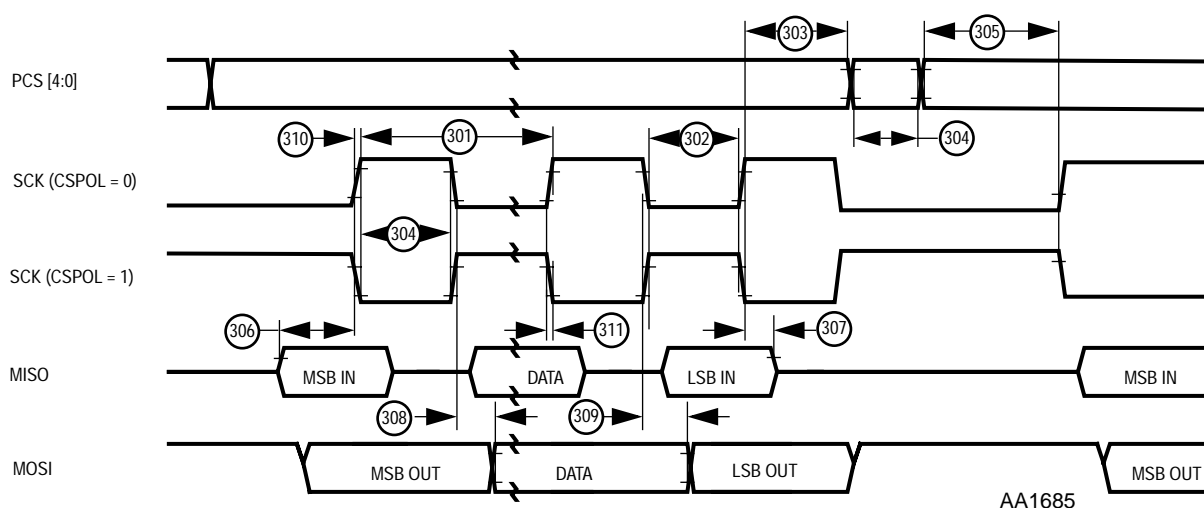 303
305
PCS [4:0]
310
301
302
304
SCK (CSPOL = 0)
304
SCK (CSPOL = 1)
306
311
307
MISO
MSB IN
DATA
LSB IN
MSB IN
308
309
MOSI
MSB OUT
DATA
LSB OUT
MSB OUT
AA1685